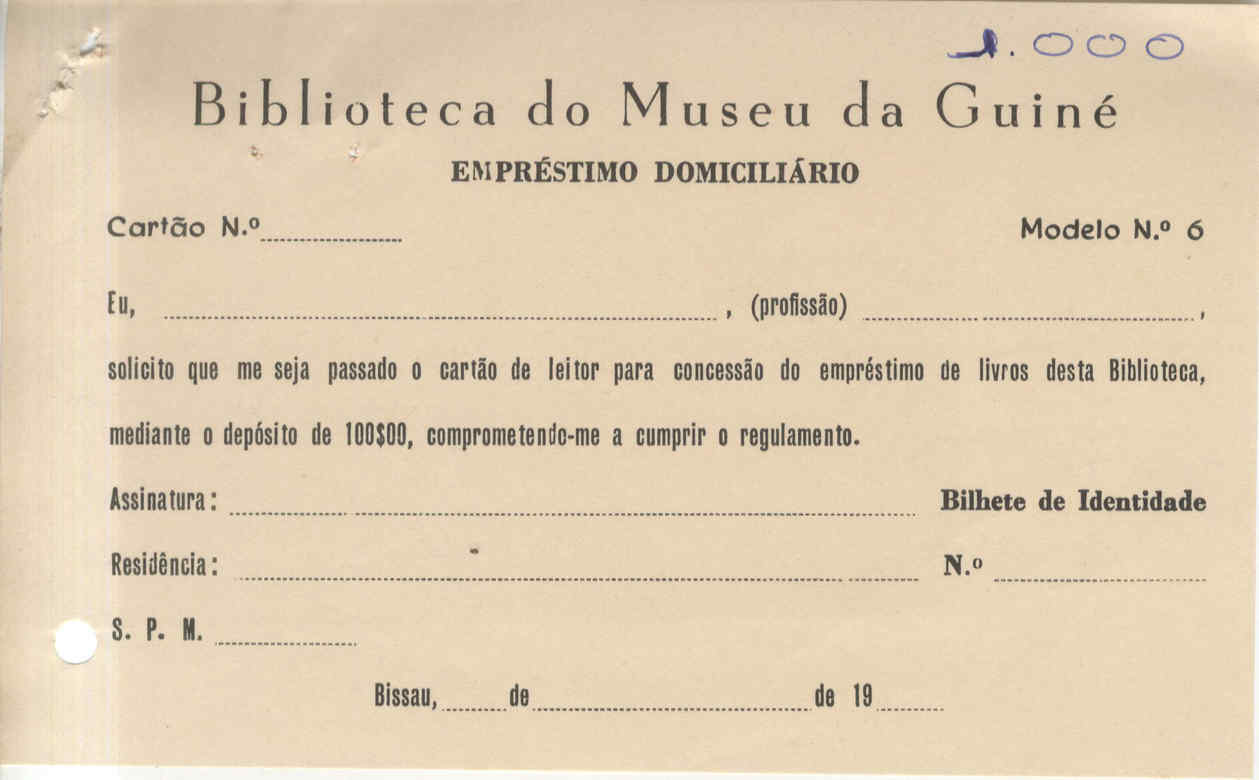 1.000
Biblioteca do Museu da Guiné
EMPRÉSTIMO DOMICILIÁRIO
Cartão N.º Modelo N.º 6
Eu, , (profissão) ,
solicito que me seja passado o cartão de leitor para concessão do empréstimo de livros desta Biblioteca,
mediante o depósito de 100$00, comprometendo-me a cumprir o regulamento.
Assinatura: Bilhete de Identidade
Residência: N.º
S. P. M.
Bissau, de de 19